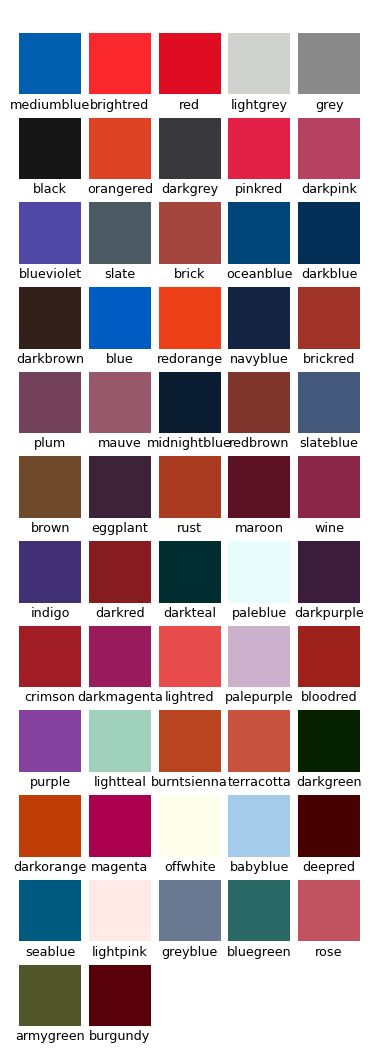 mediumblue brightred red lightgrey grey
black orangered darkgrey pinkred darkpink
blueviolet slate brick oceanblue darkblue
darkbrown blue redorange navyblue brickred
plum mauve midnightblue redbrown slateblue
brown eggplant rust maroon wine
indigo darkred darkteal paleblue darkpurple
crimson darkmagenta lightred palepurple bloodred
purple lightteal burntsienna terracotta darkgreen
darkorange magenta offwhite babyblue deepred
seablue lightpink greyblue bluegreen rose
armygreen burgundy